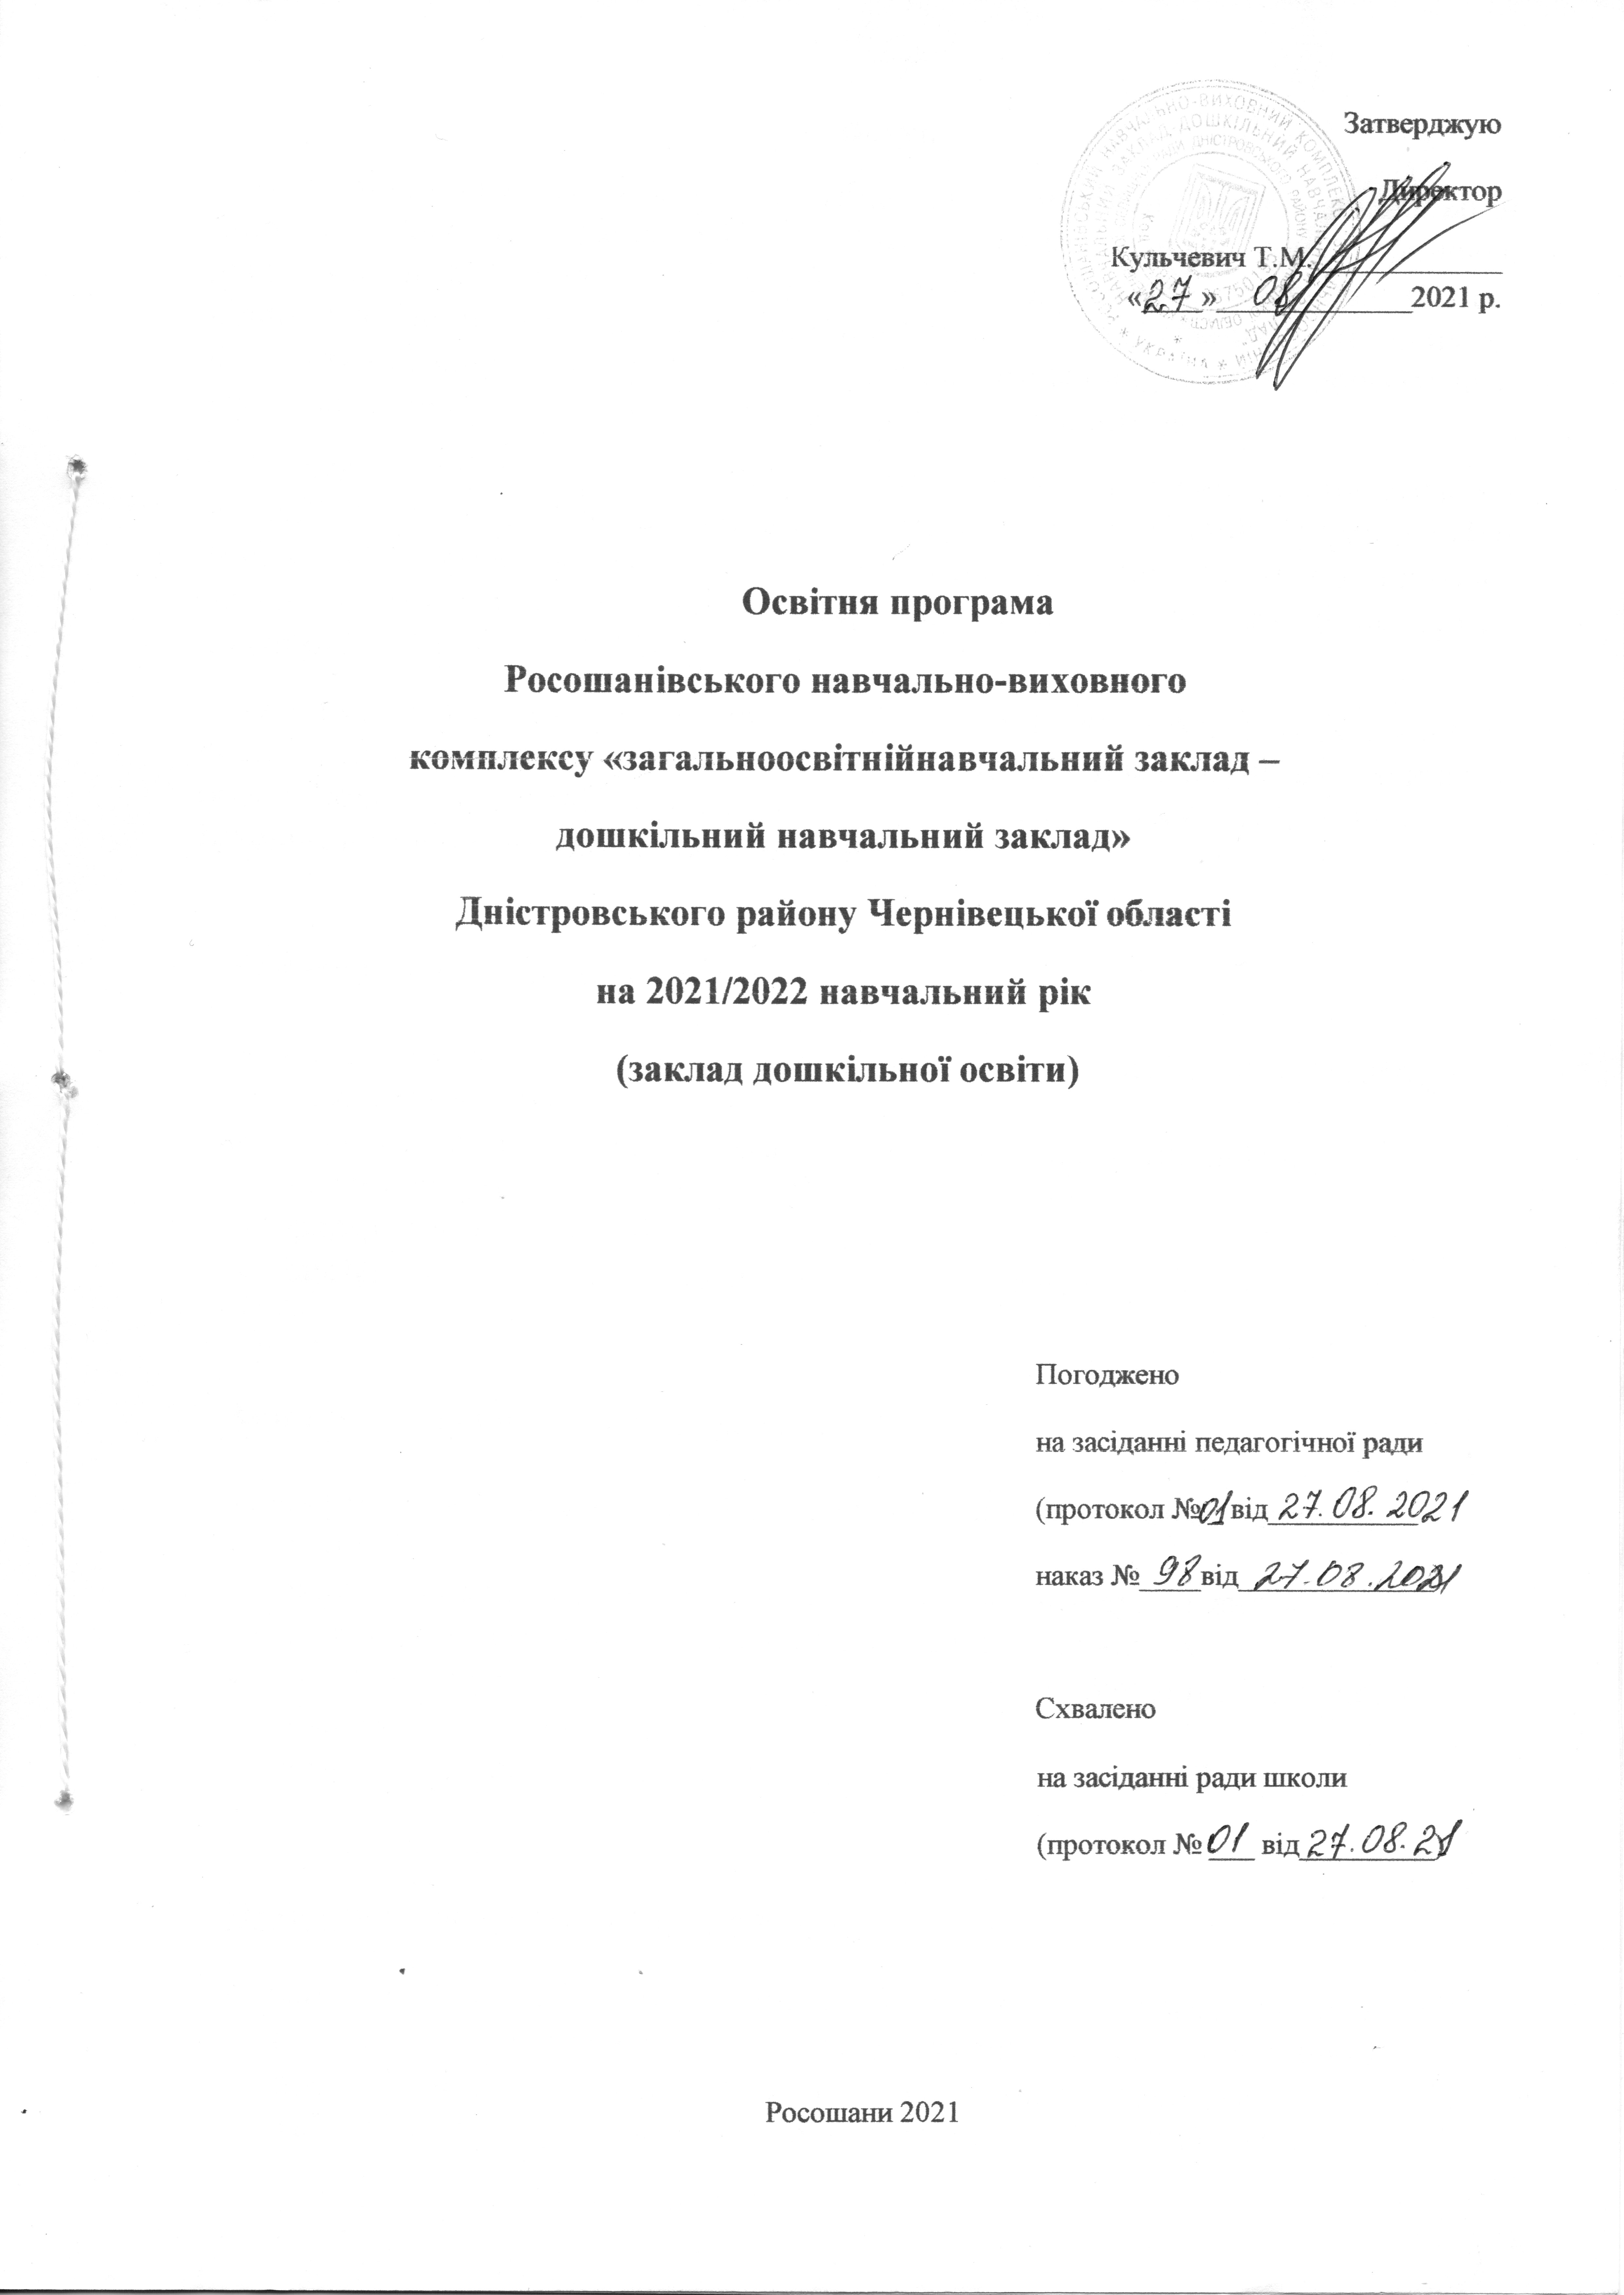 Затверджую
Директор
Кульчевич Т.М. ____________
«27» 08 2021 р.
Освітня програма
Росошанівського навчально-виховного
комплексу «загальноосвітнійнавчальний заклад –
дошкільний навчальний заклад»
Дністровського району Чернівецької області
на 2021/2022 навчальний рік
(заклад дошкільної освіти)
Погоджено
на засіданні педагогічної ради
(протокол №01 від 27.08.2021
наказ № 98 від 27.08.2021
Схвалено
на засіданні ради школи
(протокол № 01 від 27.08.21
Росошани 2021